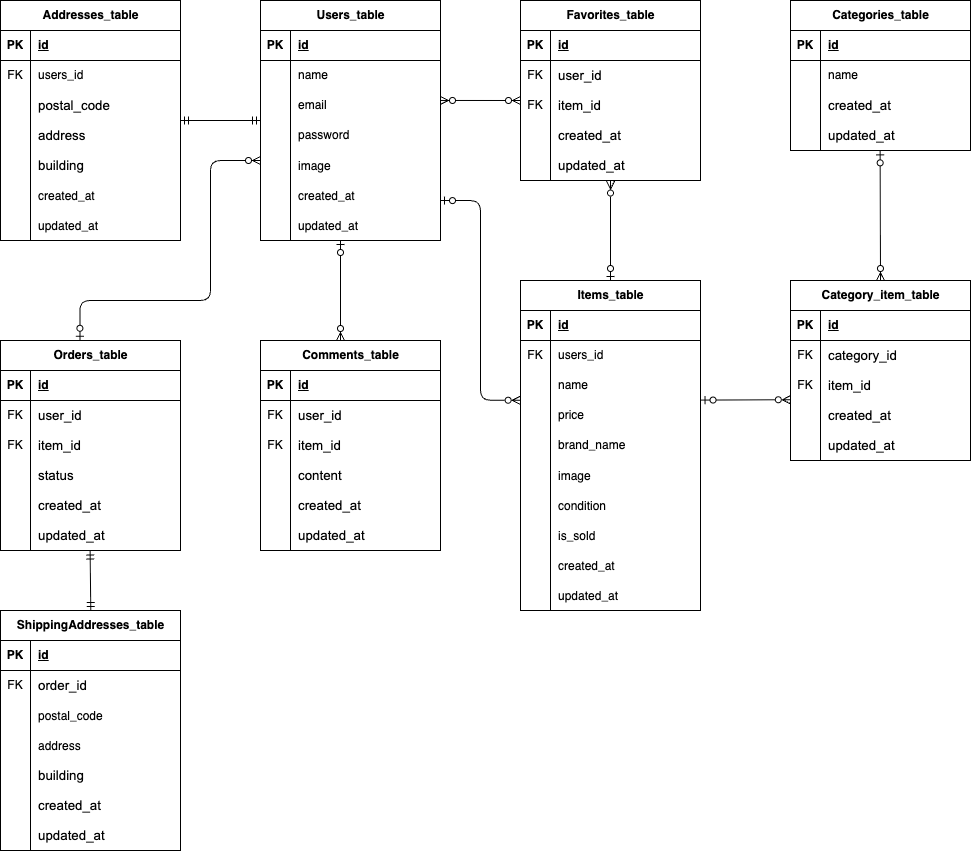 Addresses_table
PK id
FK users_id
postal_code
address
building
created_at
updated_at
Users_table
PK id
name
email
password
image
created_at
updated_at
Favorites_table
PK id
FK user_id
FK item_id
created_at
updated_at
Categories_table
PK id
name
created_at
updated_at
Orders_table
PK id
FK user_id
FK item_id
status
created_at
updated_at
Comments_table
PK id
FK user_id
FK item_id
content
created_at
updated_at
Items_table
PK id
FK users_id
name
price
brand_name
image
condition
is_sold
created_at
updated_at
Category_item_table
PK id
FK category_id
FK item_id
created_at
updated_at
ShippingAddresses_table
PK id
FK order_id
postal_code
address
building
created_at
updated_at